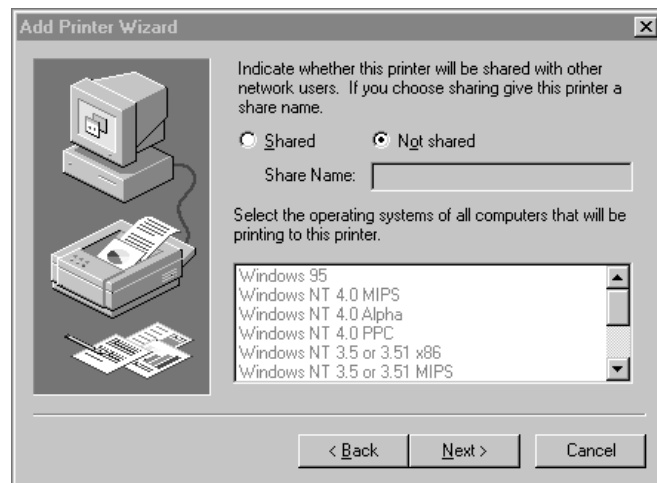 Add Printer Wizard
Indicate whether this printer will be shared with other
network users. If you choose sharing give this printer a
share name.
Shared Not shared
Share Name:
Select the operating systems of all computers that will be
printing to this printer.
Windows 95
Windows NT 4.0 MIPS
Windows NT 4.0 Alpha
Windows NT 4.0 PPC
Windows NT 3.5 or 3.51 x86
Windows NT 3.5 or 3.51 MIPS
< Back Next > Cancel